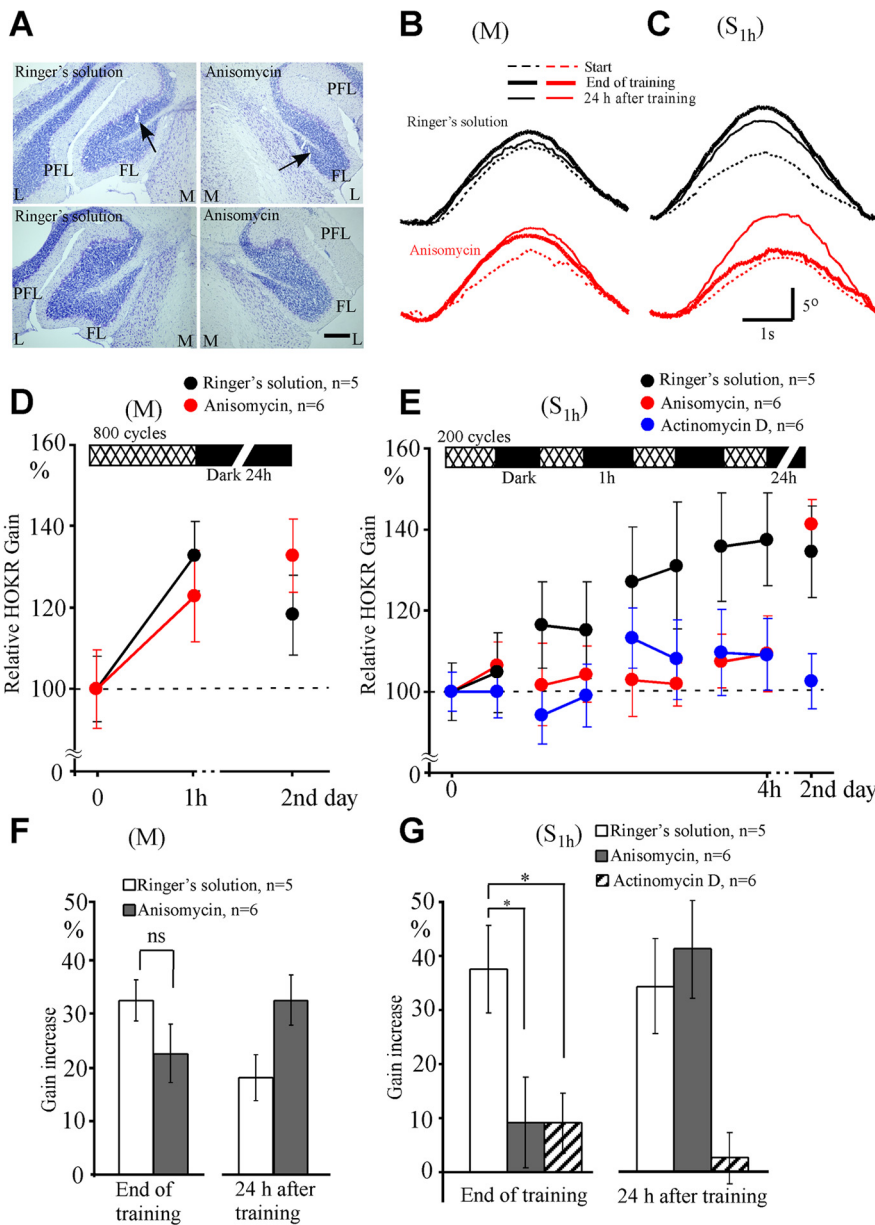 A
Ringer's solution
Anisomycin
PFL
PFL
FL
FL
L
M
M
L
Ringer's solution
Anisomycin
PFL
PFL
FL
FL
L
M
M
L
B
(M)
C
(S1h)
Start
End of training
24 h after training
Ringer's solution
Anisomycin
5o
1s
D
(M)
Ringer's solution, n=5
Anisomycin, n=6
160
%
140
120
100
0
Relative HOKR Gain
800 cycles
Dark 24h
0
1h
2nd day
E
(S1h)
Ringer's solution, n=5
Anisomycin, n=6
Actinomycin D, n=6
160
%
140
120
100
0
Relative HOKR Gain
200 cycles
Dark
1h
24h
0
4h
2nd day
F
(M)
Ringer's solution, n=5
Anisomycin, n=6
50
%
40
30
20
10
0
Gain increase
ns
End of
training
24 h after
training
G
(S1h)
Ringer's solution, n=5
Anisomycin, n=6
Actinomycin D, n=6
50
%
40
30
20
10
0
Gain increase
*
*
End of training
24 h after training